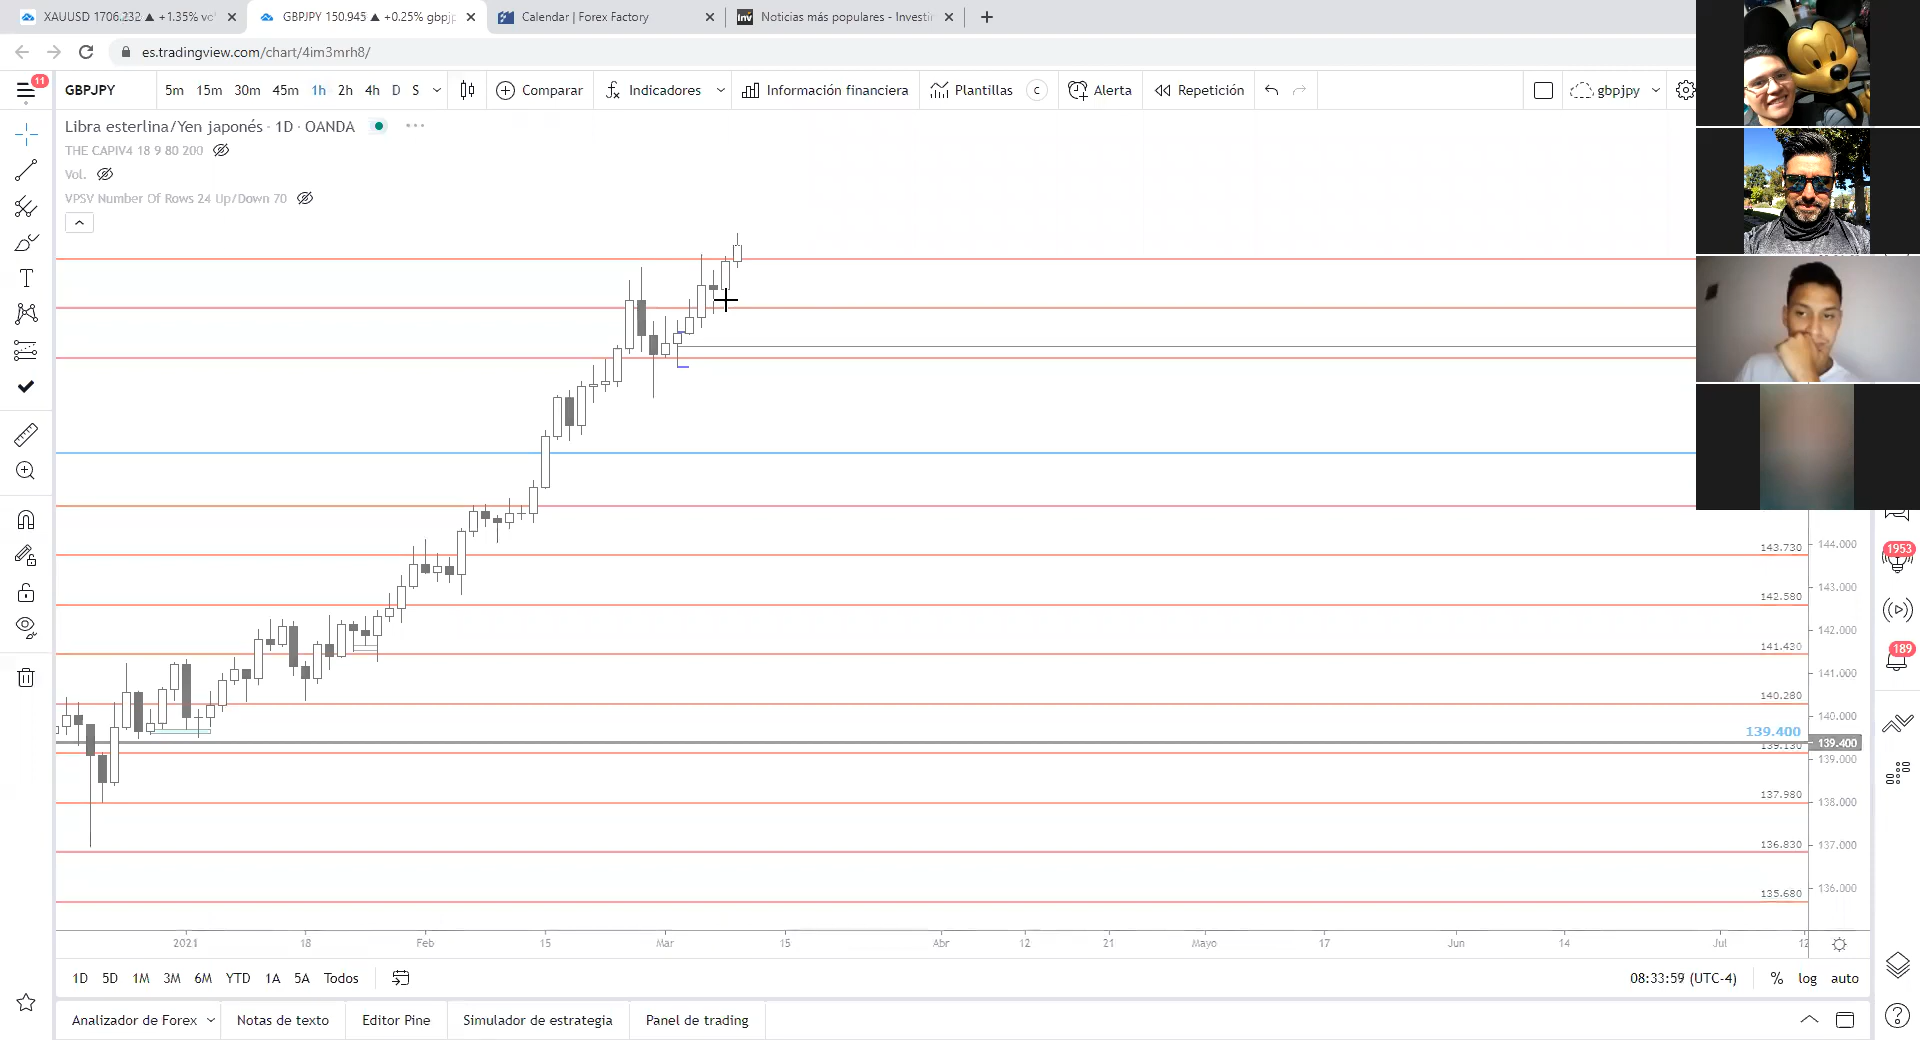 XAUUSD 1706.232 ▲ +1.35% vo
GBPJPY 150.945 ▲ +0.25% gbpjp
Calendar | Forex Factory
Noticias más populares - Investi
es.tradingview.com/chart/4im3mrh8/
11
GBPJPY
5m 15m 30m 45m 1h 2h 4h D S
Comparar
Indicadores
Información financiera
Plantillas
C
Alerta
Repetición
gbpjpy
Libra esterlina/Yen japonés · 1D · OANDA
THE CAPIV4 18 9 80 200
Vol.
VPSV Number Of Rows 24 Up/Down 70
144.000
143.730
1953
143.000
142.580
142.000
141.430
189
141.000
140.280
140.000
139.400
139.400
139.130
139.000
137.980
138.000
136.830
137.000
136.000
135.680
2021 18 Feb 15 Mar 15 Abr 12 21 Mayo 17 Jun 14 Jul 12
1D 5D 1M 3M 6M YTD 1A 5A Todos
08:33:59 (UTC-4)
% log auto
Analizador de Forex
Notas de texto
Editor Pine
Simulador de estrategia
Panel de trading